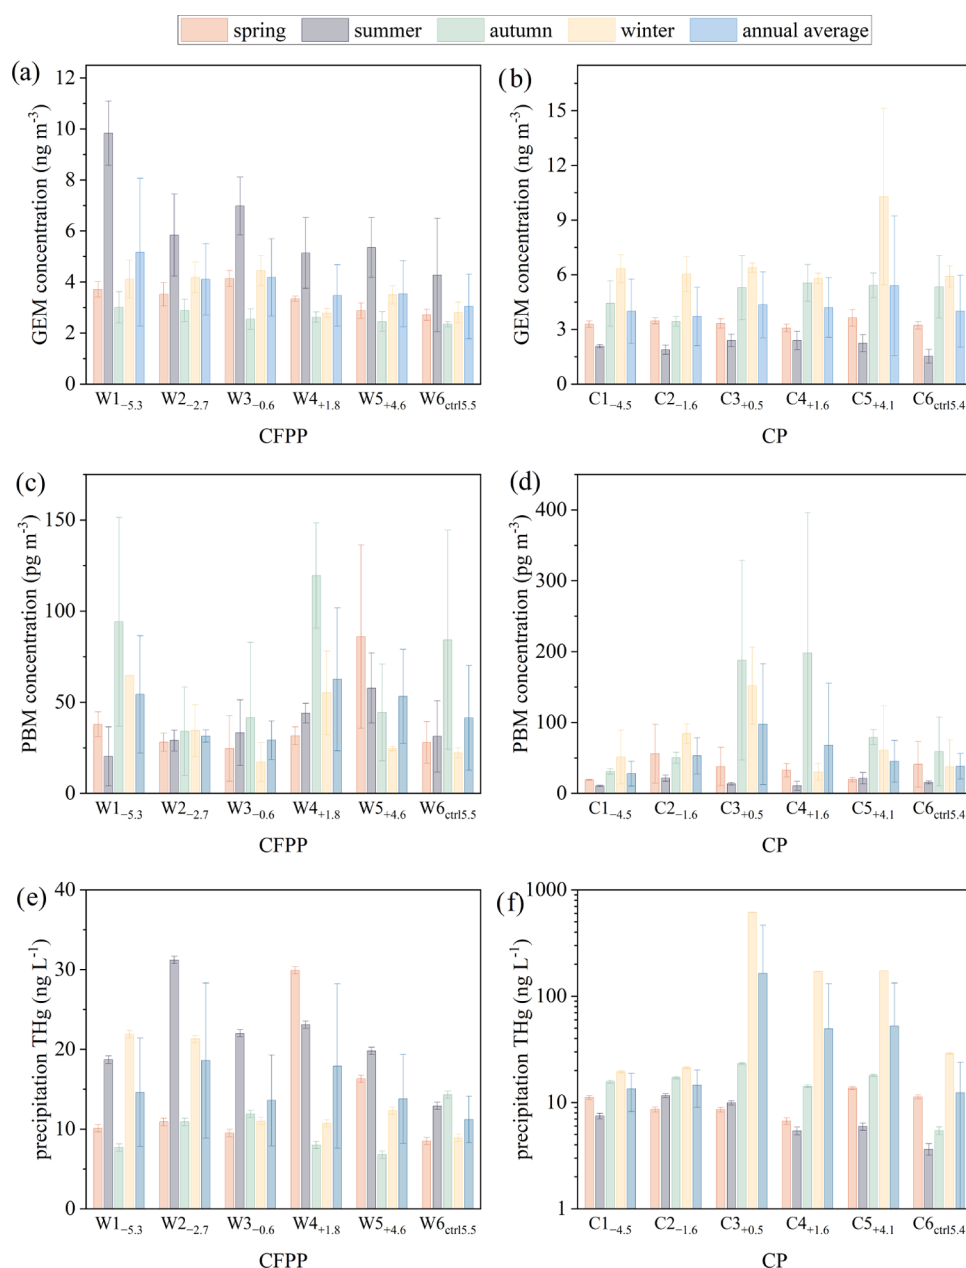 spring summer autumn winter annual average
(a)
GEM concentration (ng m⁻³)
12
10
8
6
4
2
0
W1₋₅.₃ W2₋₂.₇ W3₋₀.₆ W4₊₁.₈ W5₊₄.₆ W6ctrl5.5
CFPP
(b)
GEM concentration (ng m⁻³)
15
12
9
6
3
0
C1₋₄.₅ C2₋₁.₆ C3₊₀.₅ C4₊₁.₆ C5₊₄.₁ C6ctrl5.4
CP
(c)
PBM concentration (pg m⁻³)
150
100
50
0
W1₋₅.₃ W2₋₂.₇ W3₋₀.₆ W4₊₁.₈ W5₊₄.₆ W6ctrl5.5
CFPP
(d)
PBM concentration (pg m⁻³)
400
300
200
100
0
C1₋₄.₅ C2₋₁.₆ C3₊₀.₅ C4₊₁.₆ C5₊₄.₁ C6ctrl5.4
CP
(e)
precipitation THg (ng L⁻¹)
40
30
20
10
0
W1₋₅.₃ W2₋₂.₇ W3₋₀.₆ W4₊₁.₈ W5₊₄.₆ W6ctrl5.5
CFPP
(f)
precipitation THg (ng L⁻¹)
1000
100
10
1
C1₋₄.₅ C2₋₁.₆ C3₊₀.₅ C4₊₁.₆ C5₊₄.₁ C6ctrl5.4
CP